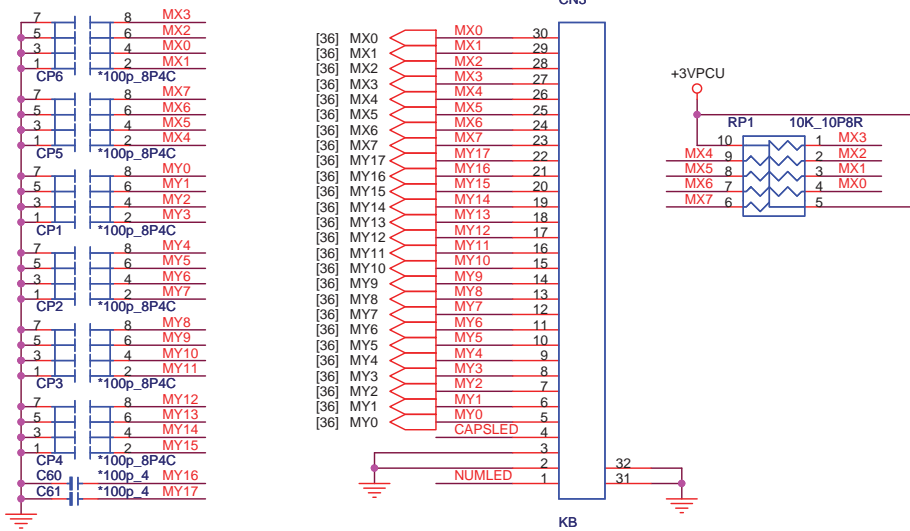 CN3
7 8 MX3
5 6 MX2
3 4 MX0
1 2 MX1
CP6 *100p_8P4C
7 8 MX7
5 6 MX6
3 4 MX5
1 2 MX4
CP5 *100p_8P4C
7 8 MY0
5 6 MY1
3 4 MY2
1 2 MY3
CP1 *100p_8P4C
7 8 MY4
5 6 MY5
3 4 MY6
1 2 MY7
CP2 *100p_8P4C
7 8 MY8
5 6 MY9
3 4 MY10
1 2 MY11
CP3 *100p_8P4C
7 8 MY12
5 6 MY13
3 4 MY14
1 2 MY15
CP4 *100p_8P4C
C60 *100p_4 MY16
C61 *100p_4 MY17
[36] MX0 MX0 30
[36] MX1 MX1 29
[36] MX2 MX2 28
[36] MX3 MX3 27
[36] MX4 MX4 26
[36] MX5 MX5 25
[36] MX6 MX6 24
[36] MX7 MX7 23
[36] MY17 MY17 22
[36] MY16 MY16 21
[36] MY15 MY15 20
[36] MY14 MY14 19
[36] MY13 MY13 18
[36] MY12 MY12 17
[36] MY11 MY11 16
[36] MY10 MY10 15
[36] MY9 MY9 14
[36] MY8 MY8 13
[36] MY7 MY7 12
[36] MY6 MY6 11
[36] MY5 MY5 10
[36] MY4 MY4 9
[36] MY3 MY3 8
[36] MY2 MY2 7
[36] MY1 MY1 6
[36] MY0 MY0 5
CAPSLED 4
3
2 32
NUMLED 1 31
KB
+3VPCU
RP1 10K_10P8R
10 1 MX3
MX4 9 2 MX2
MX5 8 3 MX1
MX6 7 4 MX0
MX7 6 5